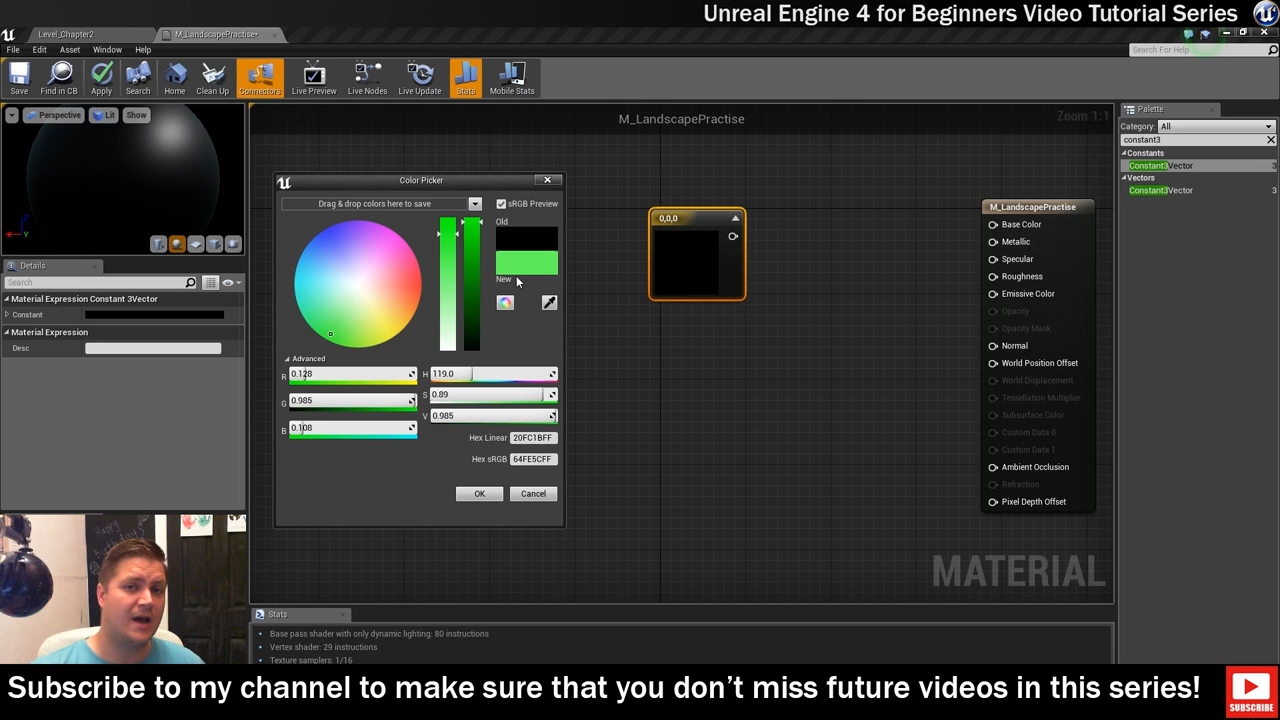 Unreal Engine 4 for Beginners Video Tutorial Series
Level_Chapter2
M_LandscapePractise*
File Edit Asset Window Help
Search For Help
Save
Find in CB
Apply
Search
Home
Clean Up
Connectors
Live Preview
Live Nodes
Live Update
Stats
Mobile Stats
Perspective
Lit
Show
Details
Search
Material Expression Constant 3Vector
Constant
Material Expression
Desc
M_LandscapePractise
Zoom 1:1
Color Picker
Drag & drop colors here to save
sRGB Preview
Old
New
Advanced
R 0.128
G 0.985
B 0.108
H 119.0
S 0.89
V 0.985
Hex Linear 20FC1BFF
Hex sRGB 64FE5CFF
OK
Cancel
0,0,0
M_LandscapePractise
Base Color
Metallic
Specular
Roughness
Emissive Color
Opacity
Opacity Mask
Normal
World Position Offset
World Displacement
Tessellation Multiplier
Subsurface Color
Custom Data 0
Custom Data 1
Ambient Occlusion
Refraction
Pixel Depth Offset
MATERIAL
Palette
Category: All
constant3
Constants
Constant3Vector 3
Vectors
Constant3Vector 3
Stats
Base pass shader with only dynamic lighting: 80 instructions
Vertex shader: 29 instructions
Texture samplers: 1/16
Subscribe to my channel to make sure that you don't miss future videos in this series!
SUBSCRIBE